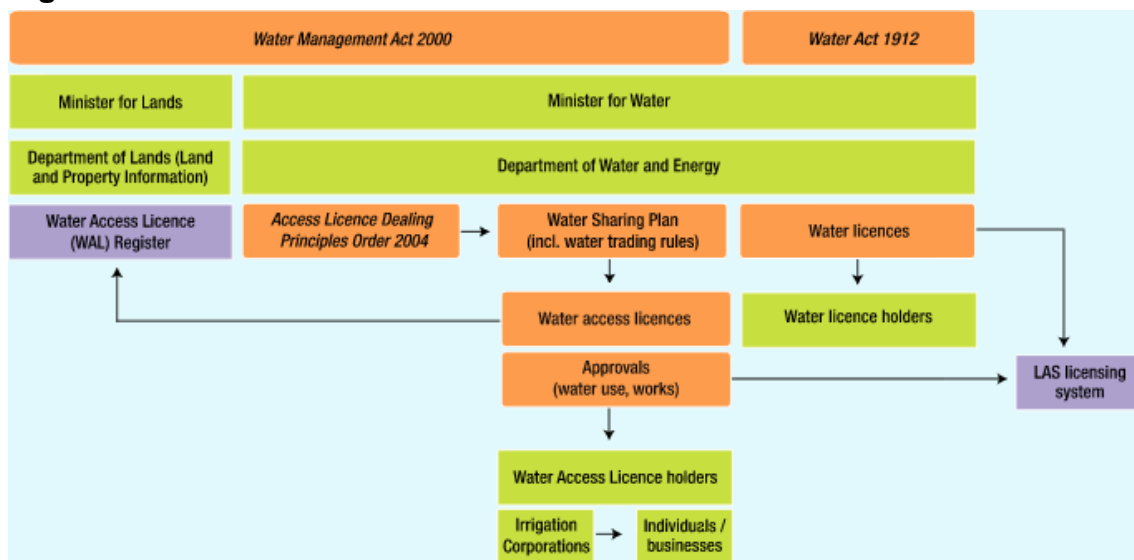 Water Management Act 2000
Water Act 1912
Minister for Lands
Minister for Water
Department of Lands (Land
and Property Information)
Department of Water and Energy
Water Access Licence
(WAL) Register
Access Licence Dealing
Principles Order 2004
Water Sharing Plan
(incl. water trading rules)
Water licences
Water access licences
Water licence holders
Approvals
(water use, works)
LAS licensing
system
Water Access Licence holders
Irrigation
Corporations
Individuals /
businesses